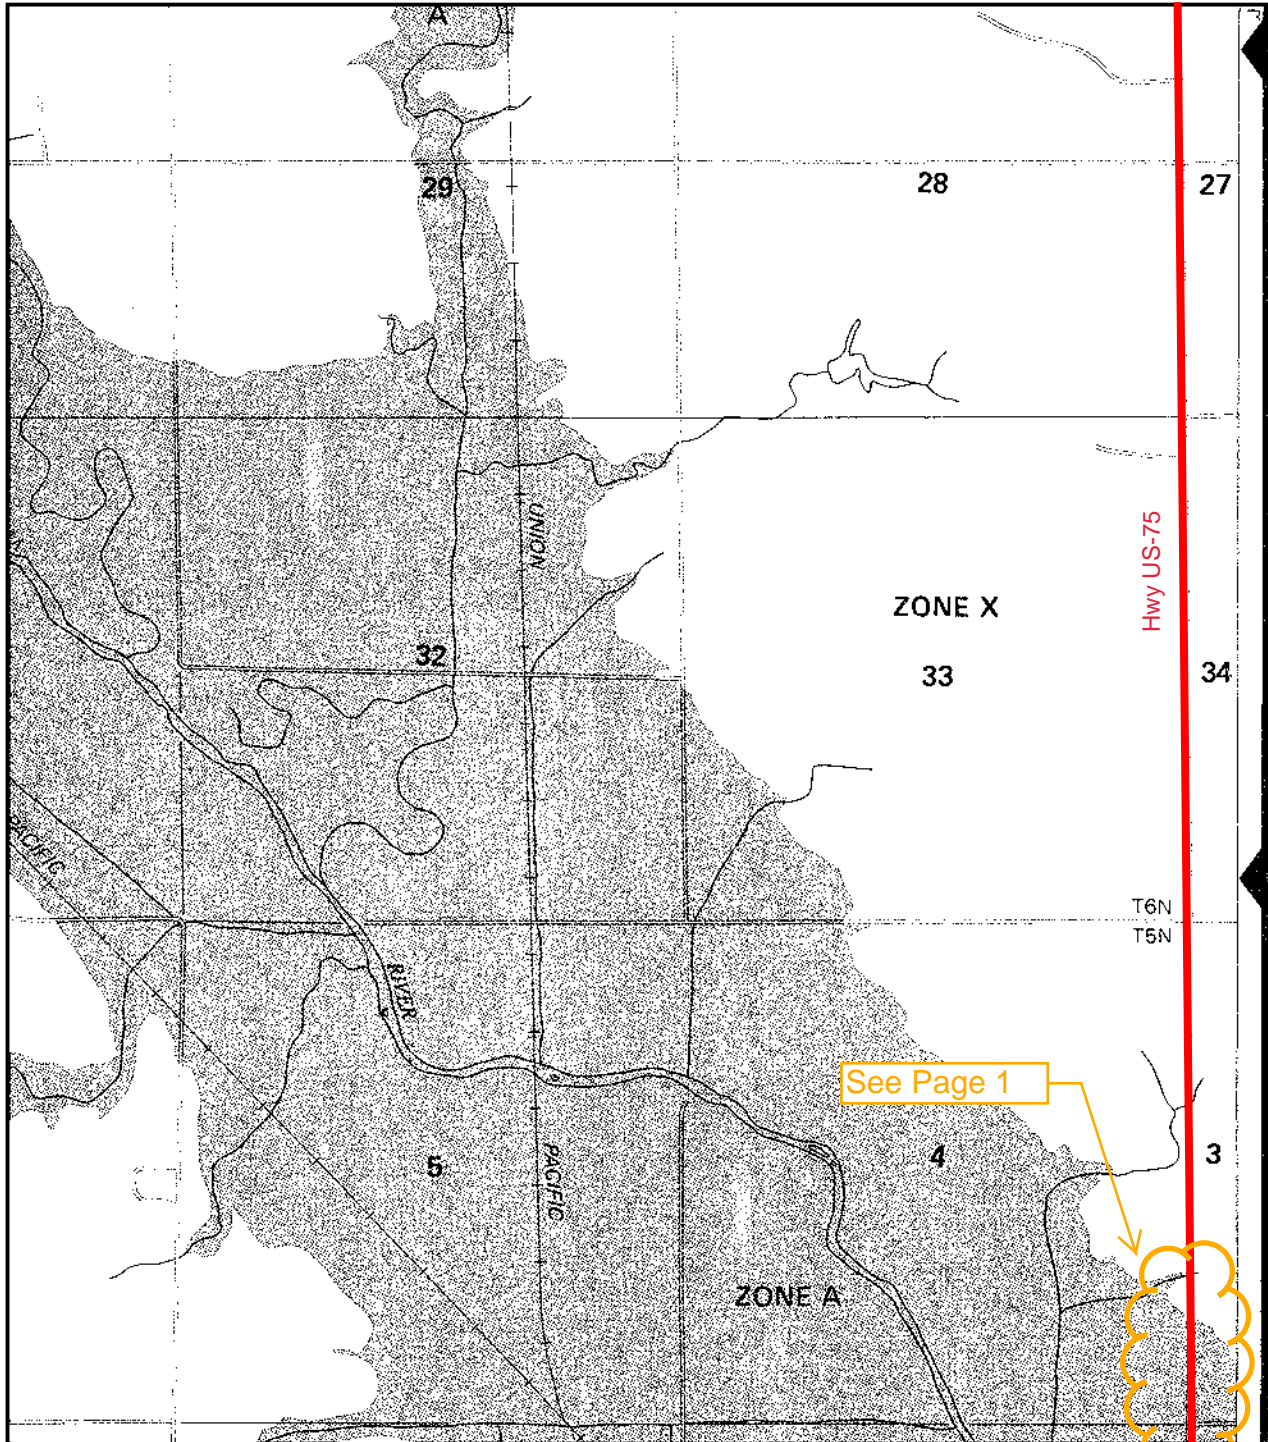 A
29
28
27
UNION
Hwy US-75
ZONE X
32
33
34
PACIFIC
T6N
T5N
RIVER
See Page 1
5
PACIFIC
4
3
ZONE A